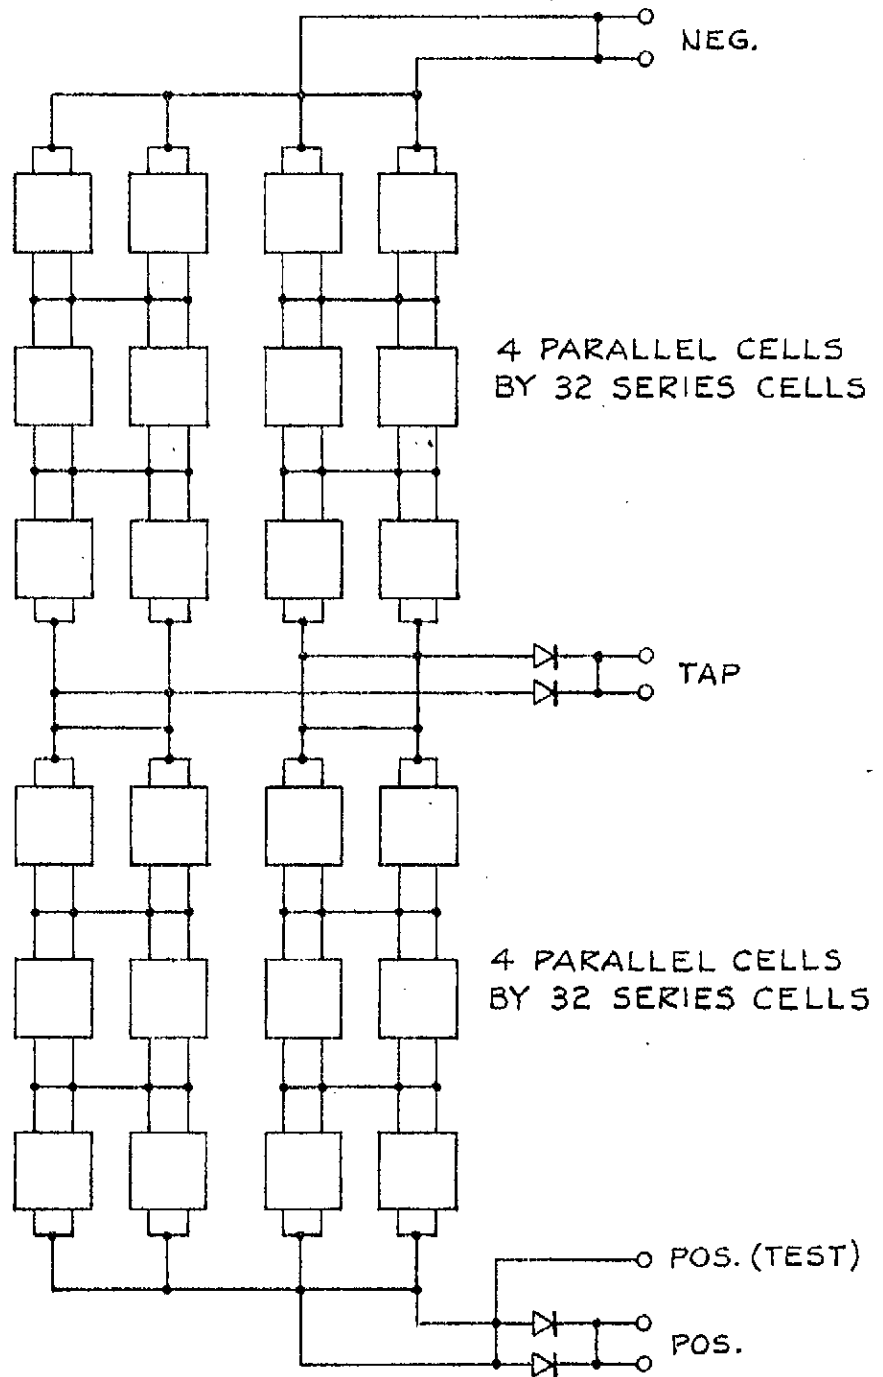 NEG.
4 PARALLEL CELLS
BY 32 SERIES CELLS
TAP
4 PARALLEL CELLS
BY 32 SERIES CELLS
POS. (TEST)
POS.